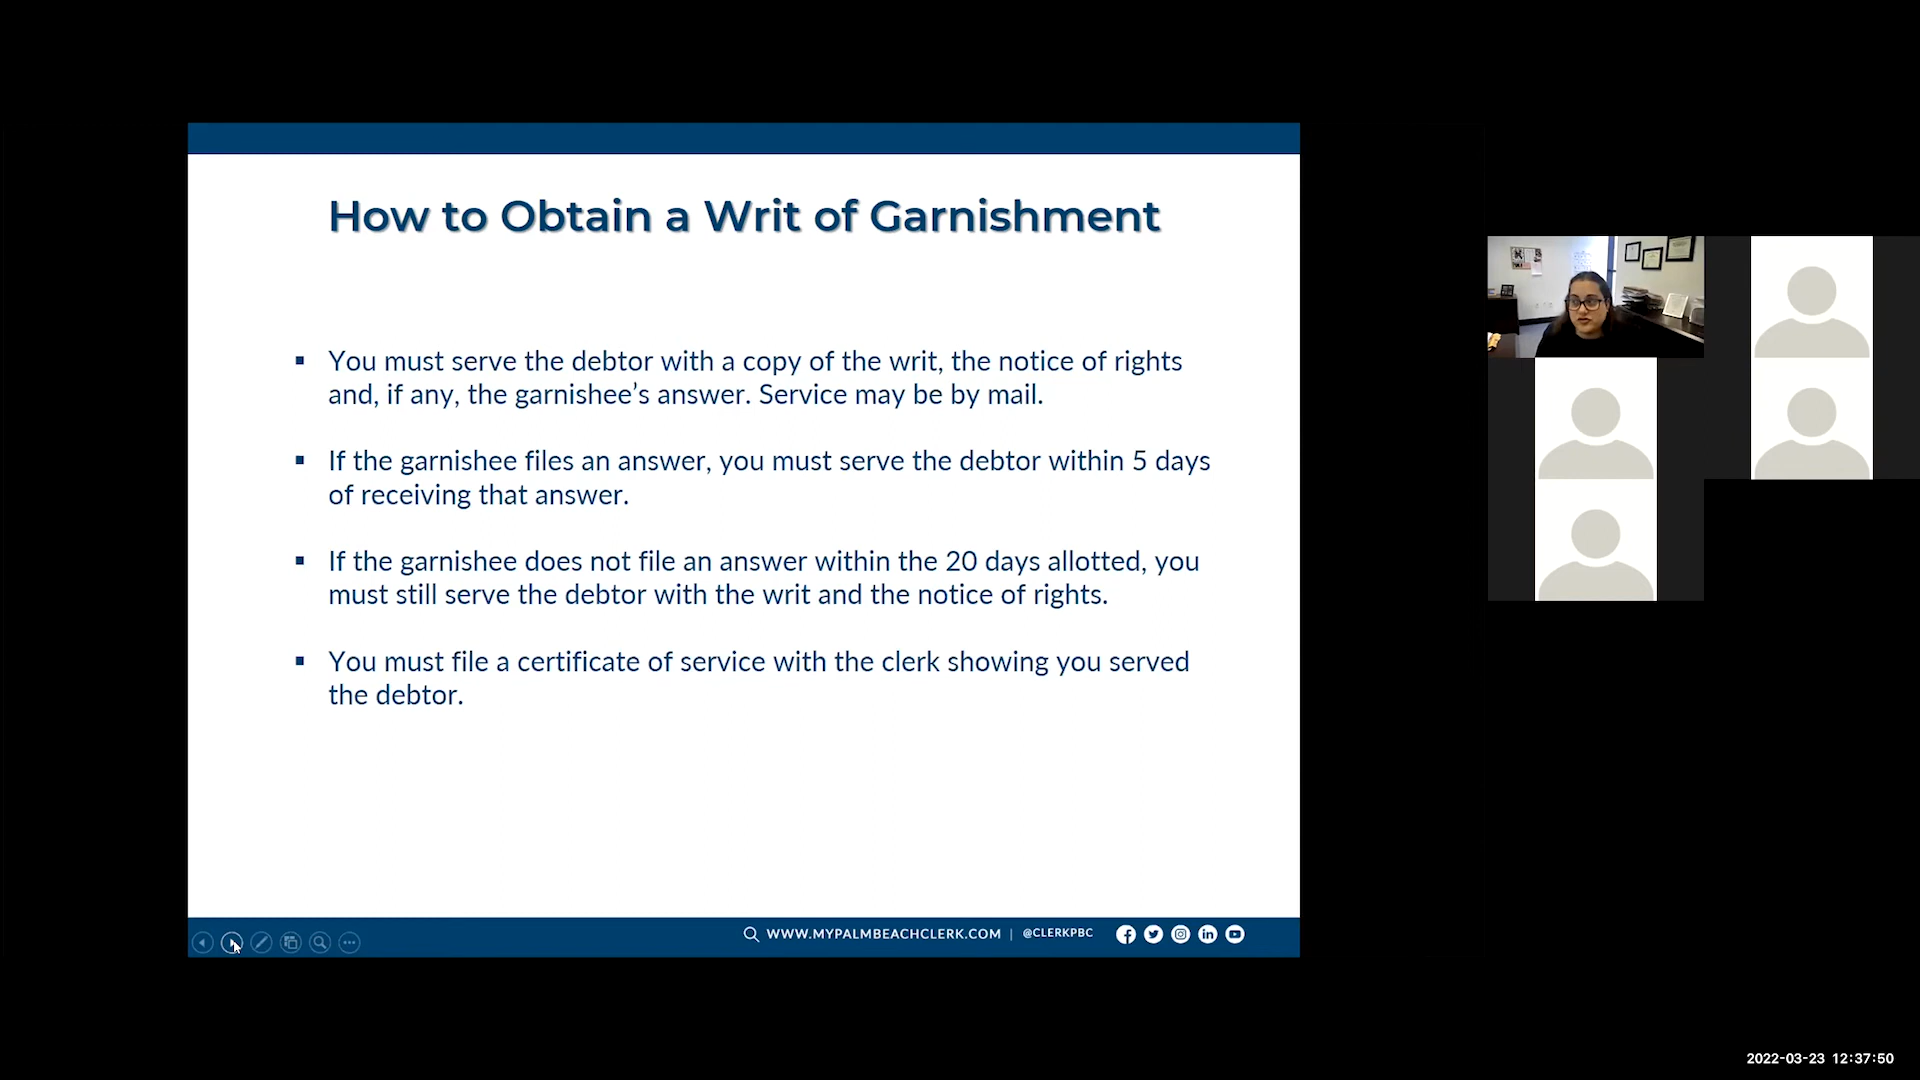 How to Obtain a Writ of Garnishment
▪ You must serve the debtor with a copy of the writ, the notice of rights
and, if any, the garnishee’s answer. Service may be by mail.
▪ If the garnishee files an answer, you must serve the debtor within 5 days
of receiving that answer.
▪ If the garnishee does not file an answer within the 20 days allotted, you
must still serve the debtor with the writ and the notice of rights.
▪ You must file a certificate of service with the clerk showing you served
the debtor.
WWW.MYPALMBEACHCLERK.COM | @CLERKPBC
2022-03-23 12:37:50